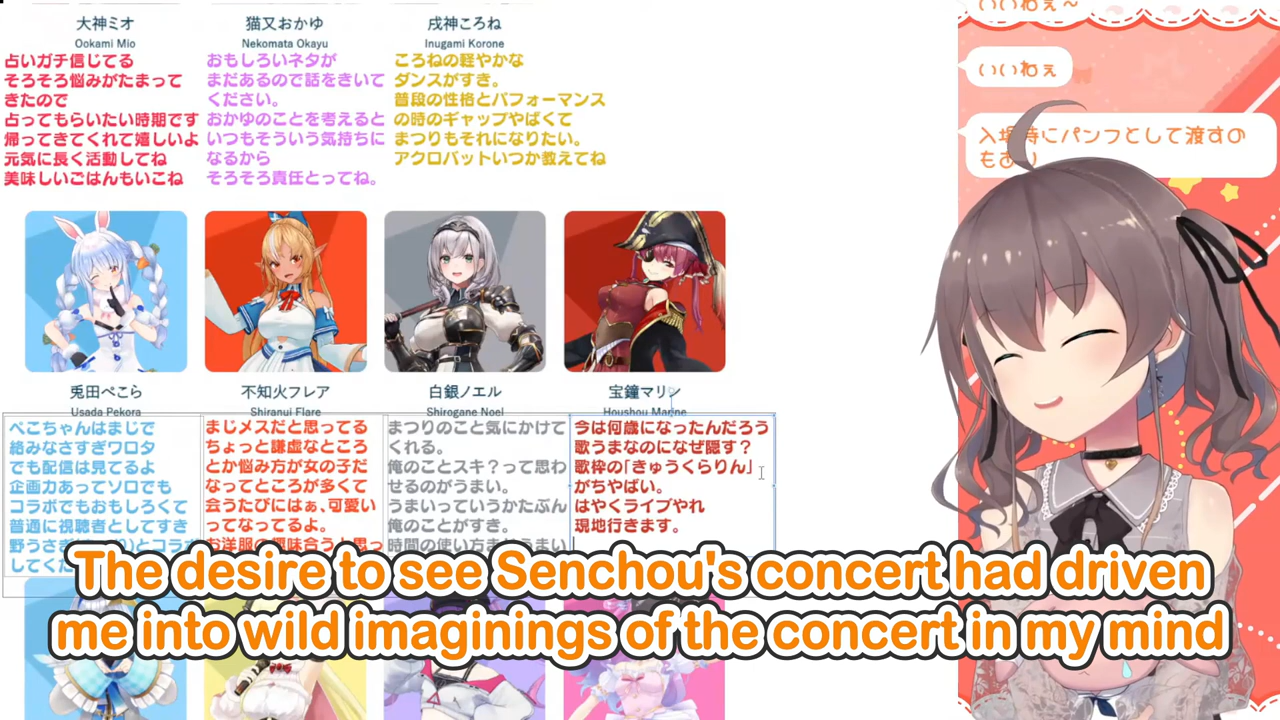 大神ミオ
Ookami Mio
占いガチ信じてる
そろそろ悩みがたまって
きたので
占ってもらいたい時期です
帰ってきてくれて嬉しいよ
元気に長く活動してね
美味しいごはんもいこね
猫又おかゆ
Nekomata Okayu
おもしろいネタが
まだあるので話をきいて
ください。
おかゆのことを考えると
いつもそういう気持ちに
なるから
そろそろ責任とってね。
戌神ころね
Inugami Korone
ころねの軽やかな
ダンスがすき。
普段の性格とパフォーマンス
の時のギャップやばくて
まつりもそれになりたい。
アクロバットいつか教えてね
兎田ぺこら
Usada Pekora
ぺこちゃんはまじで
絡みなさすぎワロタ
でも配信は見てるよ
企画力あってソロでも
コラボでもおもしろくて
普通に視聴者としてすき
不知火フレア
Shiranui Flare
まじメスだと思ってる
ちょっと謙虚なところ
とか悩み方が女の子だ
なってところが多くて
会うたびにはぁ、可愛い
ってなってるよ。
白銀ノエル
Shirogane Noel
まつりのこと気にかけて
くれる。
俺のことスキ？って思わ
せるのがうまい。
うまいっていうかたぶん
俺のことがすき。
宝鐘マリン
Houshou Marine
今は何歳になったんだろう
歌うまなのになぜ隠す？
歌枠の「きゅうくらりん」
がちやばい。
はやくライブやれ
現地行きます。
いいねぇ～
いいねぇ
The desire to see Senchou's concert had driven
me into wild imaginings of the concert in my mind